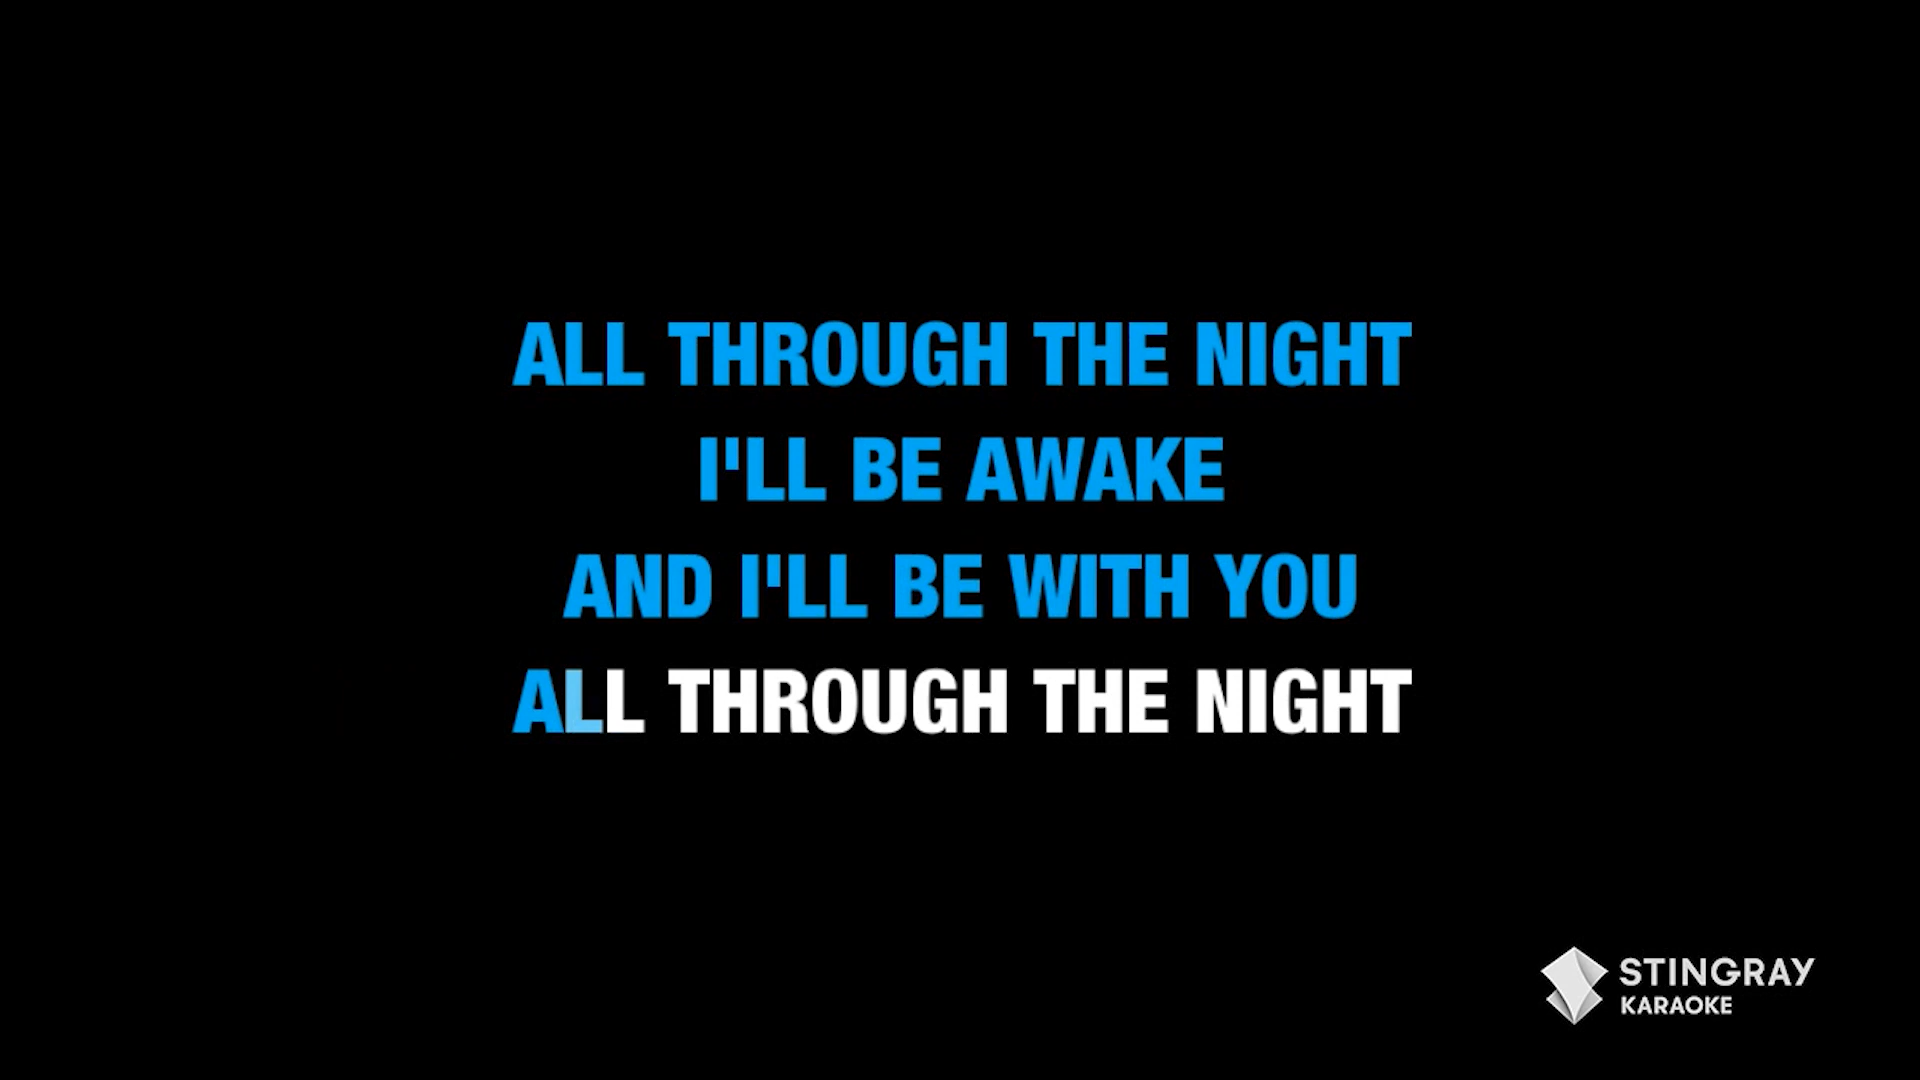 ALL THROUGH THE NIGHT
I'LL BE AWAKE
AND I'LL BE WITH YOU
ALL THROUGH THE NIGHT
STINGRAY
KARAOKE